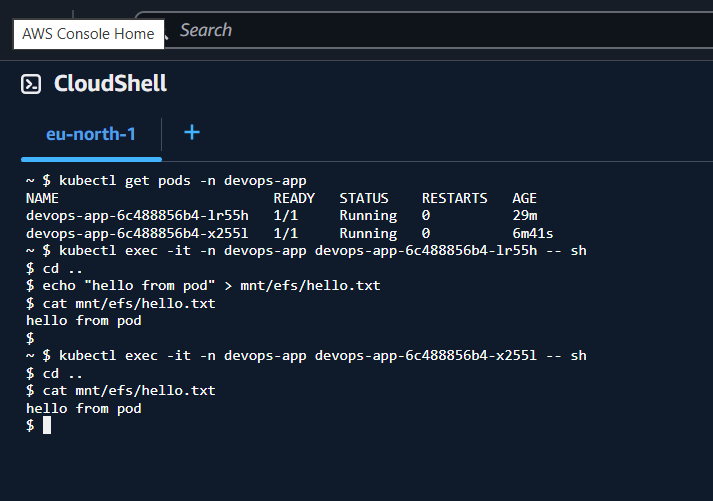 AWS Console Home
Search
CloudShell
eu-north-1
+
~ $ kubectl get pods -n devops-app
NAME                          READY   STATUS    RESTARTS   AGE
devops-app-6c488856b4-lr55h   1/1     Running   0          29m
devops-app-6c488856b4-x255l   1/1     Running   0          6m41s
~ $ kubectl exec -it -n devops-app devops-app-6c488856b4-lr55h -- sh
$ cd ..
$ echo "hello from pod" > mnt/efs/hello.txt
$ cat mnt/efs/hello.txt
hello from pod
$
~ $ kubectl exec -it -n devops-app devops-app-6c488856b4-x255l -- sh
$ cd ..
$ cat mnt/efs/hello.txt
hello from pod
$